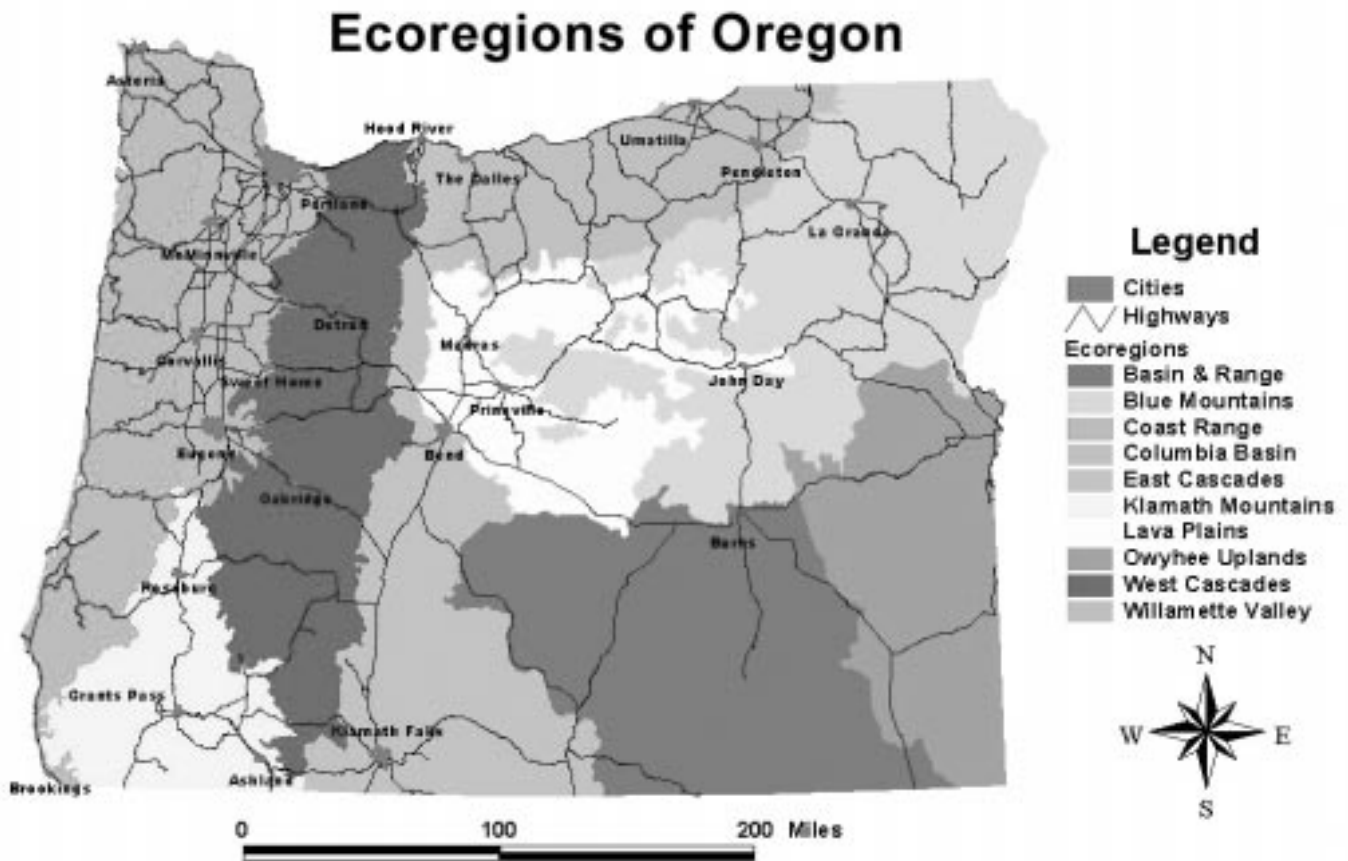 Ecoregions of Oregon
Astoria
Hood River
Umatilla
The Dalles
Pendleton
Portland
La Grande
McMinnville
Detroit
Madras
Corvallis
Sweet Home
John Day
Prineville
Eugene
Bend
Oakridge
Burns
Roseburg
Grants Pass
Klamath Falls
Ashland
Brookings
Legend
Cities
Highways
Ecoregions
Basin & Range
Blue Mountains
Coast Range
Columbia Basin
East Cascades
Klamath Mountains
Lava Plains
Owyhee Uplands
West Cascades
Willamette Valley
N
W E
S
0 100 200 Miles